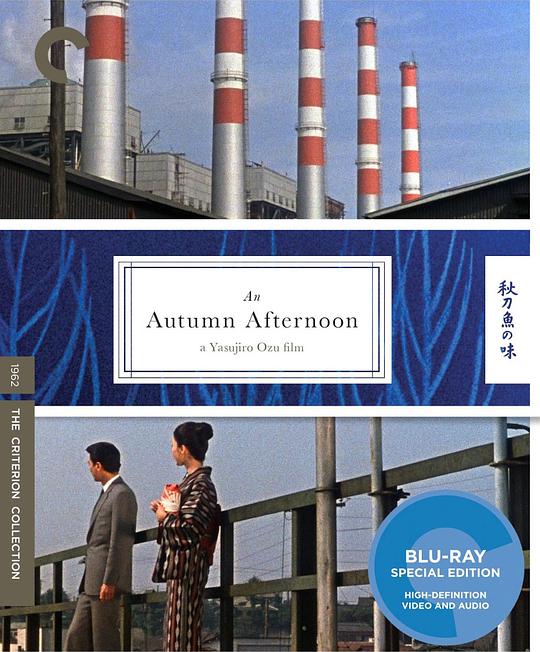 An
Autumn Afternoon
a Yasujiro Ozu film
秋刀魚の味
1962
THE CRITERION COLLECTION
BLU-RAY
SPECIAL EDITION
HIGH-DEFINITION
VIDEO AND AUDIO